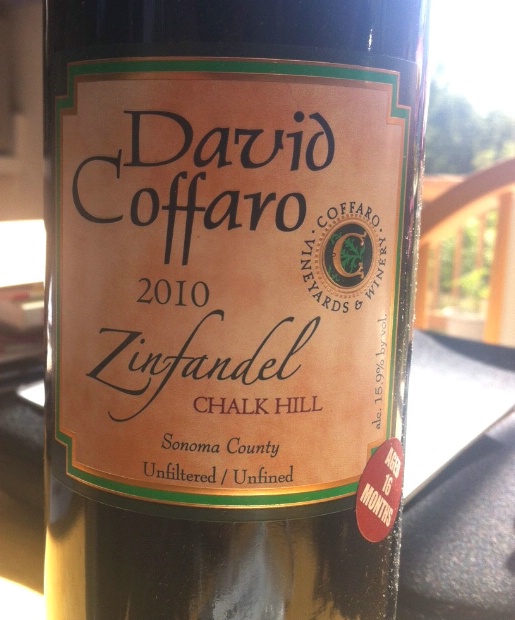 David
Coffaro
COFFARO
VINEYARDS & WINERY
C
2010
Zinfandel
CHALK HILL
alc. 15.9% by vol.
Sonoma County
Unfiltered / Unfined
AGED
16
MONTHS